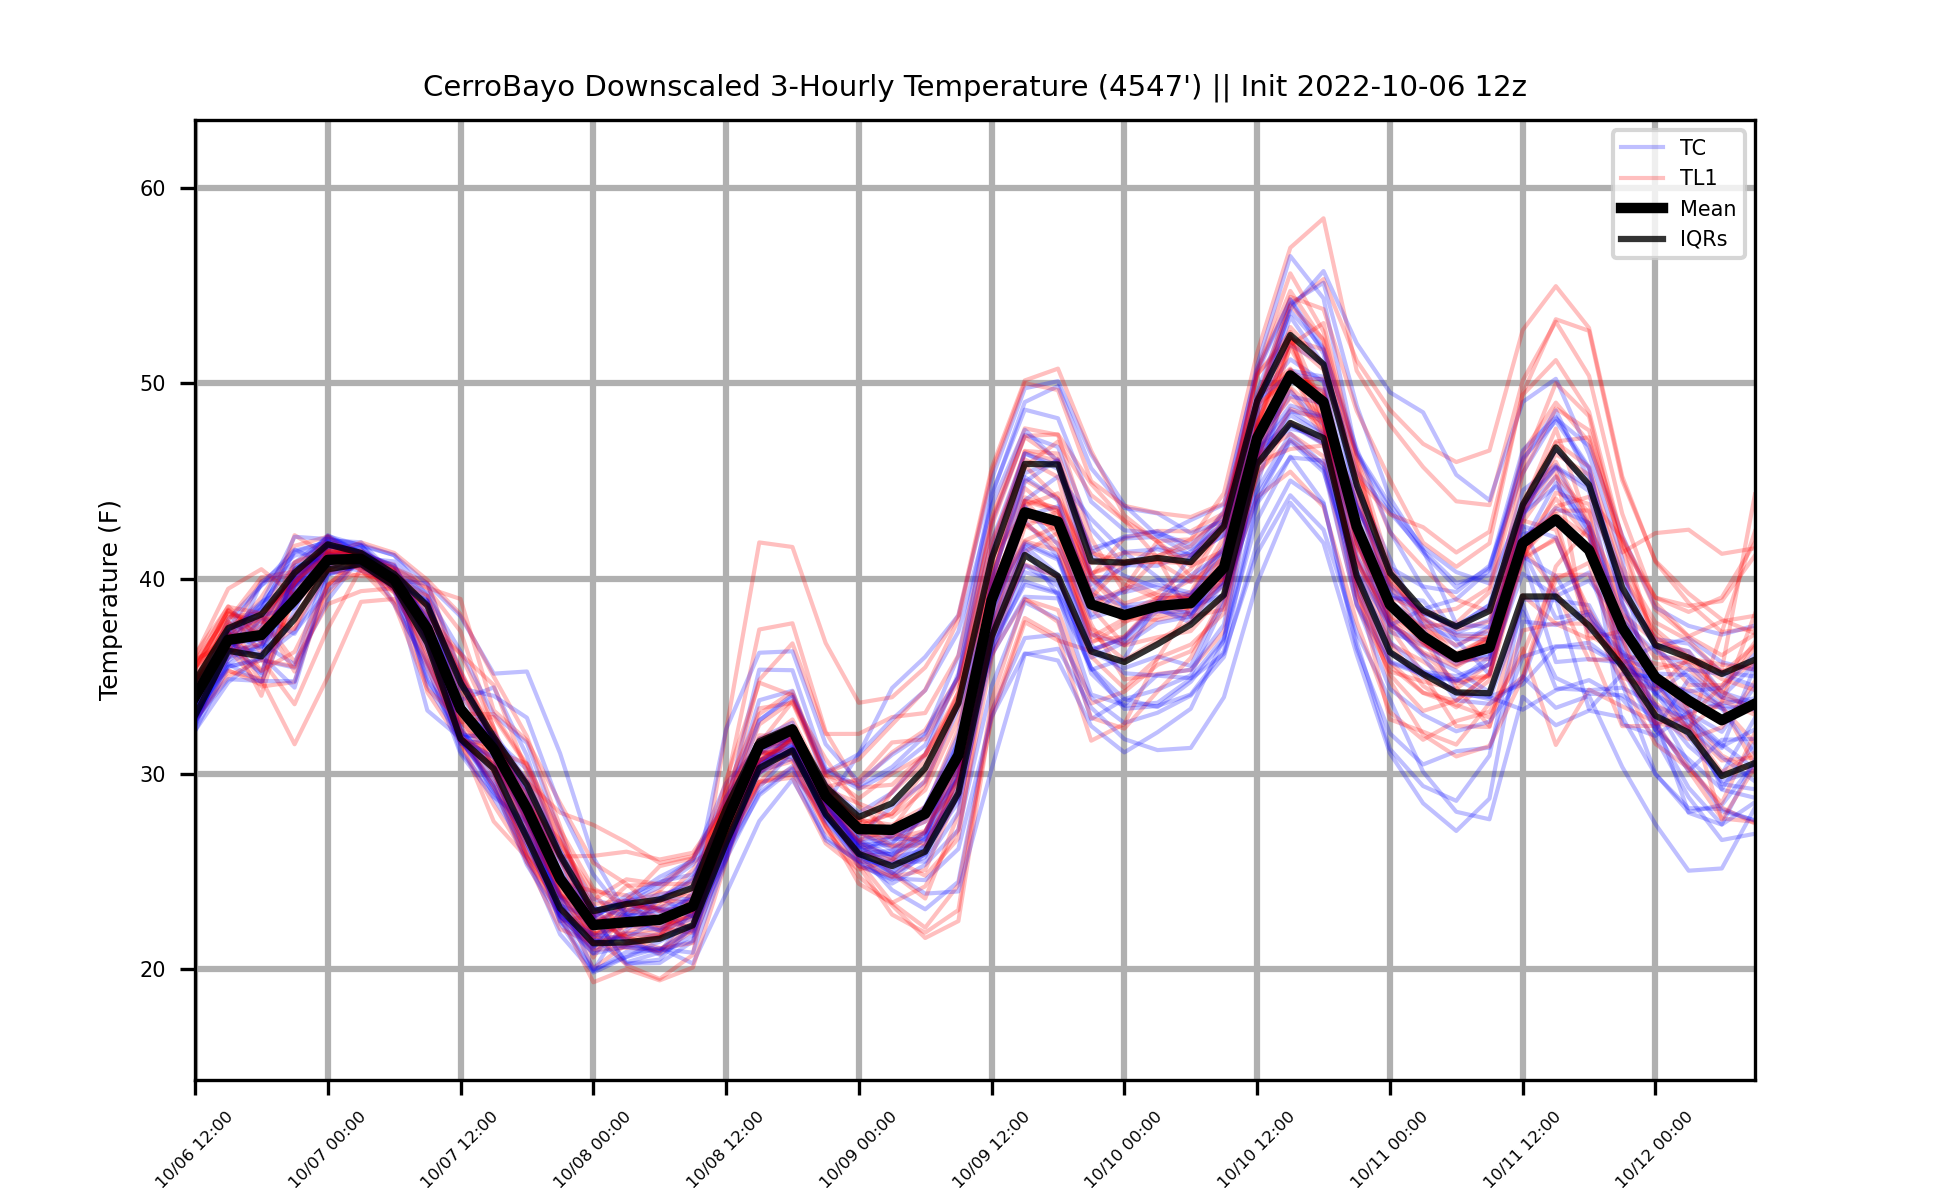 CerroBayo Downscaled 3-Hourly Temperature (4547') || Init 2022-10-06 12z
TC
TL1
Mean
IQRs
Temperature (F)
60
50
40
30
20
10/06 12:00
10/07 00:00
10/07 12:00
10/08 00:00
10/08 12:00
10/09 00:00
10/09 12:00
10/10 00:00
10/10 12:00
10/11 00:00
10/11 12:00
10/12 00:00